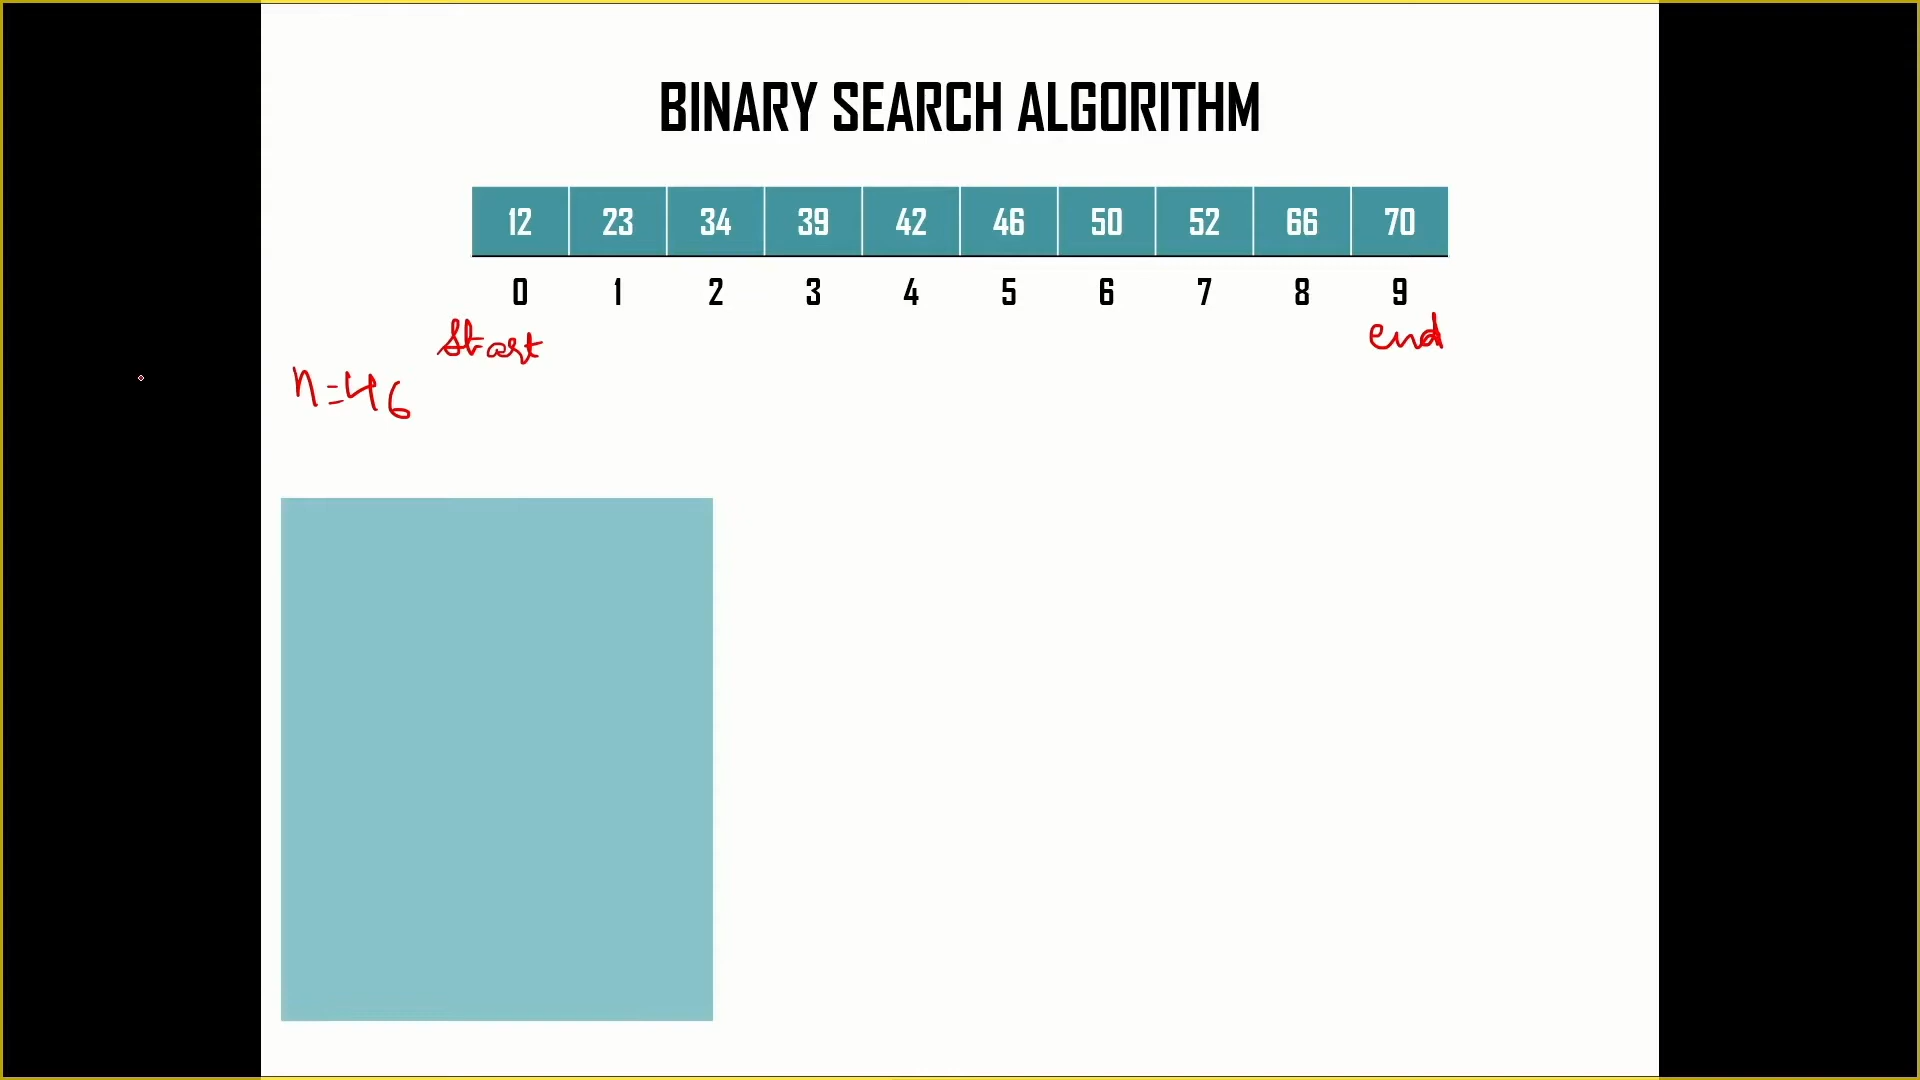 BINARY SEARCH ALGORITHM
12 23 34 39 42 46 50 52 66 70
0 1 2 3 4 5 6 7 8 9
start end
n=46